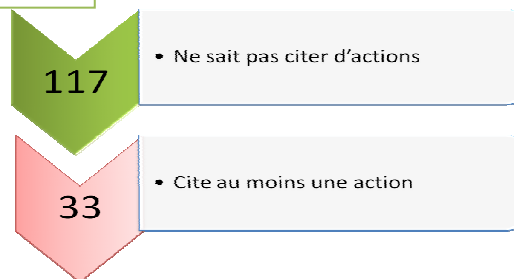 117
• Ne sait pas citer d’actions
33
• Cite au moins une action